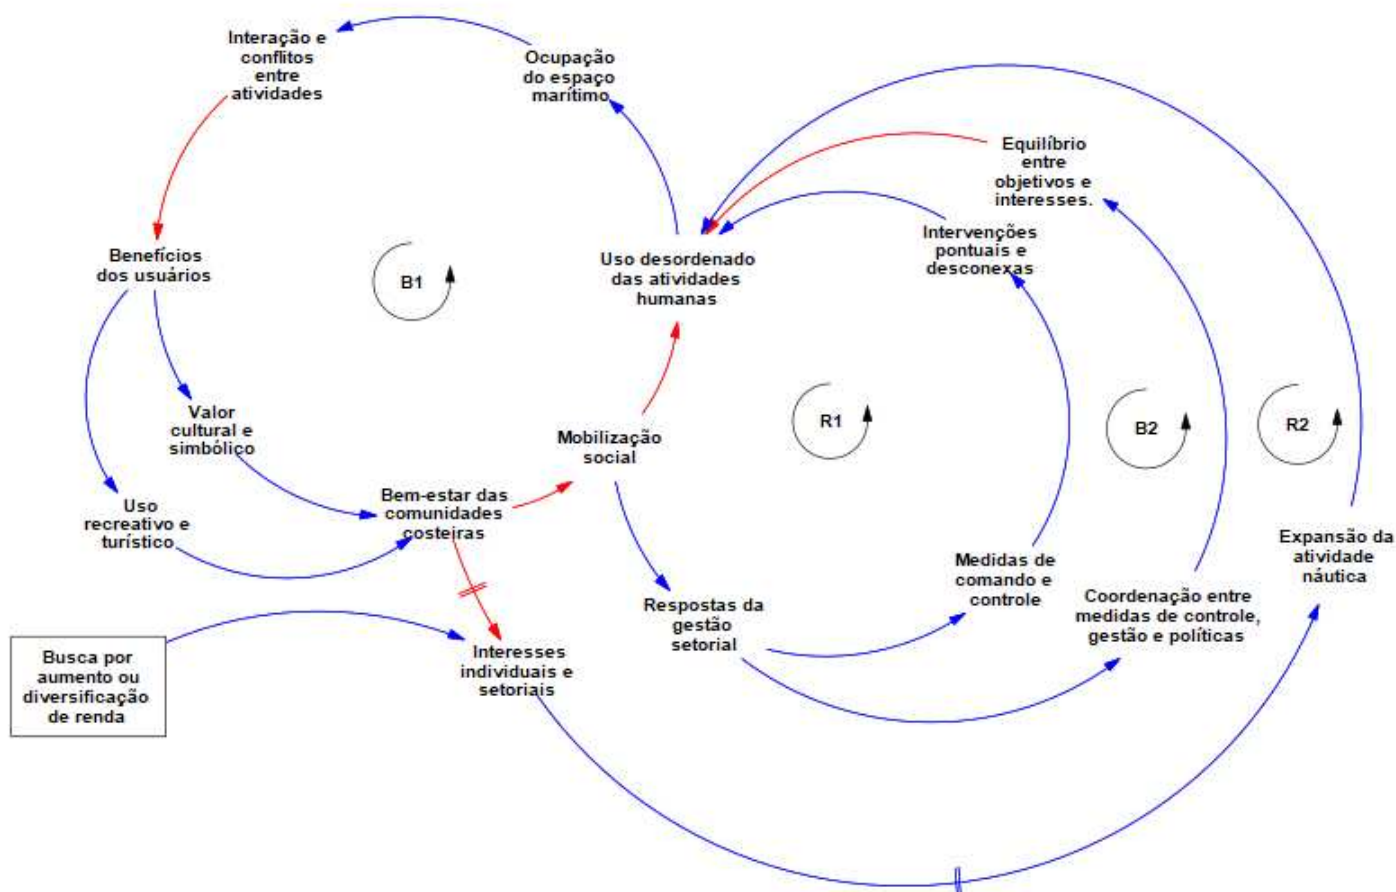 Interação e
conflitos
entre
atividades
Ocupação
do espaço
marítimo
Equilíbrio
entre
objetivos e
interesses.
Benefícios
dos usuários
B1
Uso desordenado
das atividades
humanas
Intervenções
pontuais e
desconexas
Valor
cultural e
simbólico
Mobilização
social
R1
B2
R2
Uso
recreativo e
turístico
Bem-estar das
comunidades
costeiras
Medidas de
comando e
controle
Expansão da
atividade
náutica
Respostas da
gestão
setorial
Coordenação entre
medidas de controle,
gestão e políticas
Busca por
aumento ou
diversificação
de renda
Interesses
individuais e
setoriais